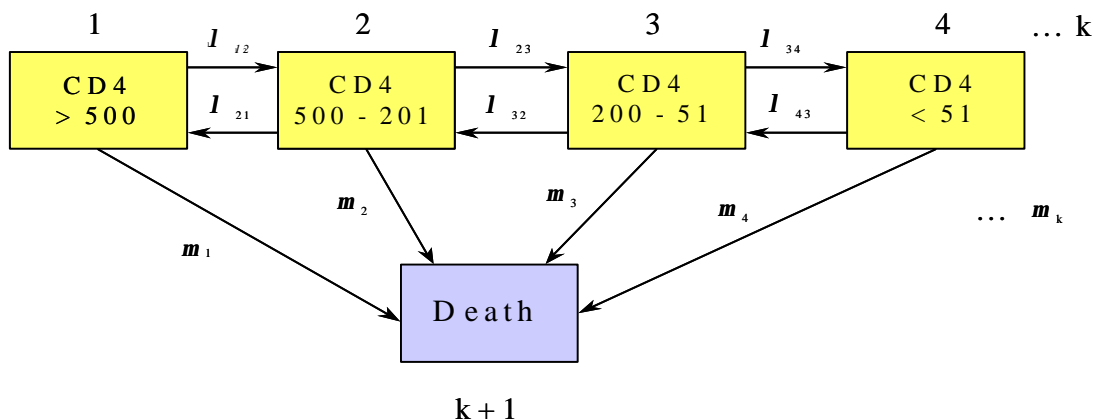 1 2 3 4 ... k
l 12 l 23 l 34
CD4 > 500
CD4 500 - 201
CD4 200 - 51
CD4 < 51
l 21 l 32 l 43
m 1 m 2 m 3 m 4 ... m k
Death
k + 1